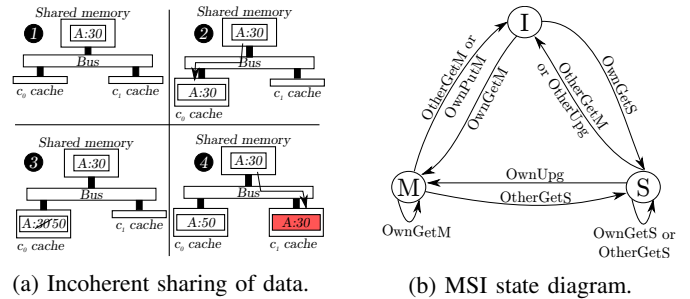 Shared memory
1
A:30
Bus
c0 cache
c1 cache
Shared memory
2
A:30
Bus
A:30
c0 cache
c1 cache
Shared memory
3
A:30
Bus
A:30 50
c0 cache
c1 cache
Shared memory
4
A:30
Bus
A:50
A:30
c0 cache
c1 cache
(a) Incoherent sharing of data.
I
OtherGetM or
OwnPutM
OwnGetM
OtherGetM
or OtherUpg
OwnGetS
M
OwnUpg
OtherGetS
S
OwnGetM
OwnGetS or
OtherGetS
(b) MSI state diagram.